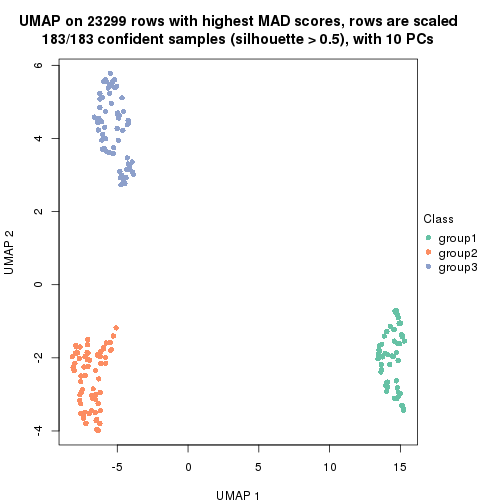 UMAP on 23299 rows with highest MAD scores, rows are scaled
183/183 confident samples (silhouette > 0.5), with 10 PCs
6
4
2
0
-2
-4
UMAP 2
-5
0
5
10
15
UMAP 1
Class
group1
group2
group3